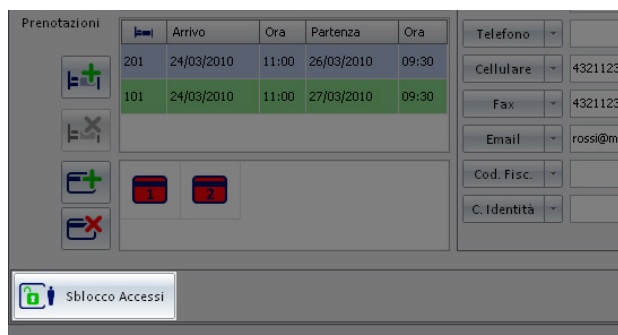 Prenotazioni
Arrivo Ora Partenza Ora
201 24/03/2010 11:00 26/03/2010 09:30
101 24/03/2010 11:00 27/03/2010 09:30
1 2
Telefono
Cellulare 4321123
Fax 4321123
Email rossi@m
Cod. Fisc.
C. Identità
Sblocco Accessi